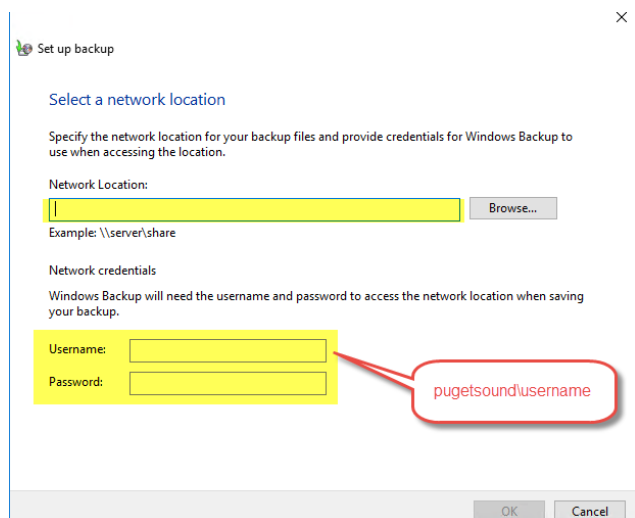 Set up backup
Select a network location
Specify the network location for your backup files and provide credentials for Windows Backup to
use when accessing the location.
Network Location:
Browse...
Example: \\server\share
Network credentials
Windows Backup will need the username and password to access the network location when saving
your backup.
Username:
Password:
pugetsound\username
OK
Cancel